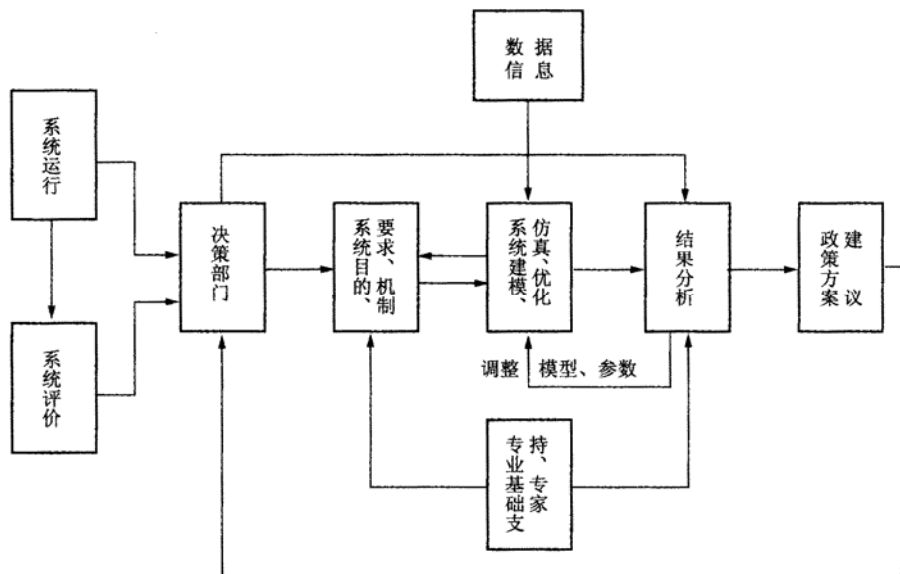 数据
信息
系统运行
决策部门
系统目的、
要求、机制
系统建模、
仿真、优化
结果分析
政策方案
建议
系统评价
调整 模型、参数
专业基础支
持、专家